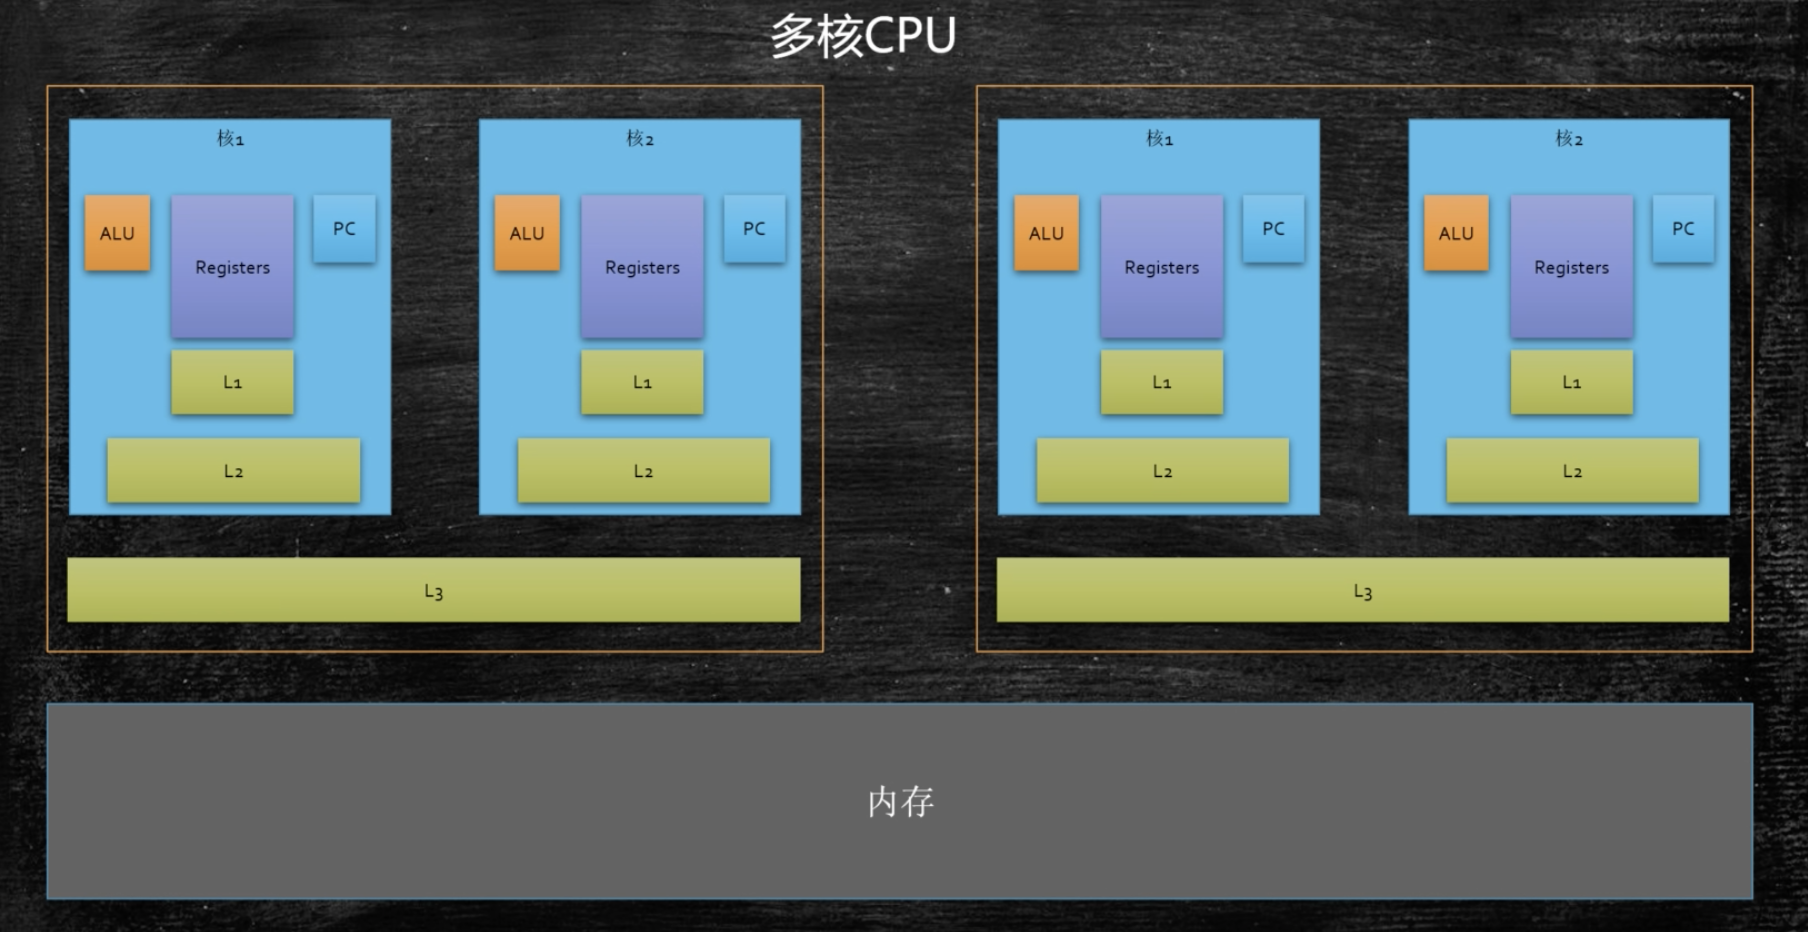 多核CPU
核1
ALU
Registers
PC
L1
L2
核2
ALU
Registers
PC
L1
L2
L3
核1
ALU
Registers
PC
L1
L2
核2
ALU
Registers
PC
L1
L2
L3
内存